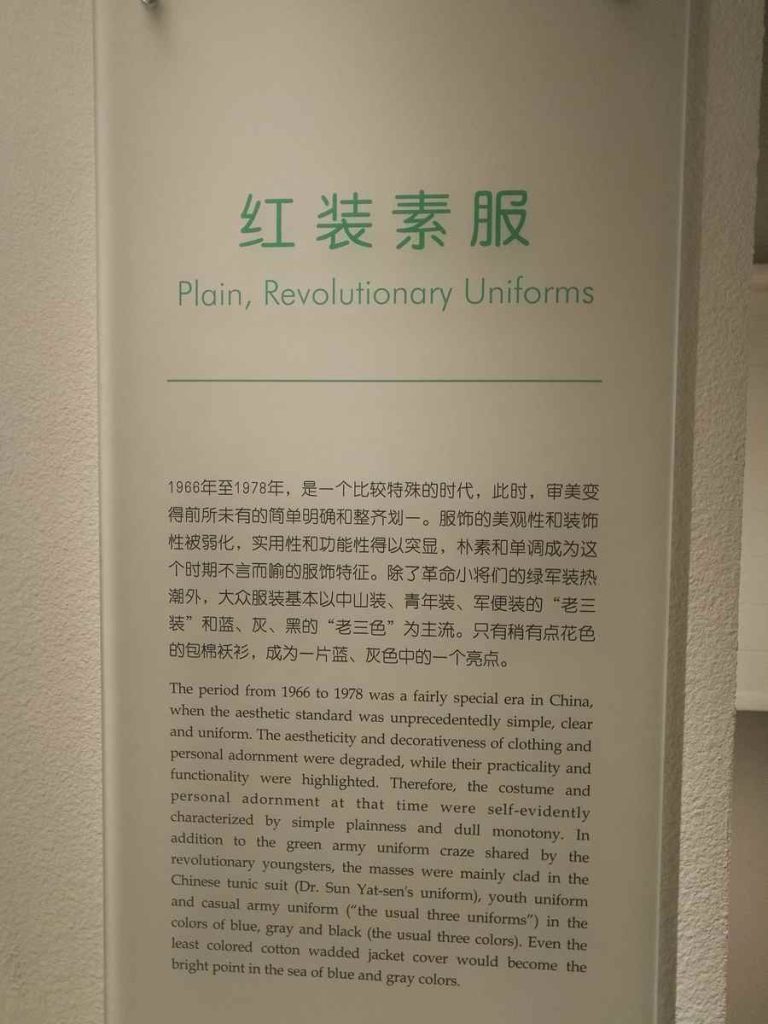 红装素服
Plain, Revolutionary Uniforms
1966年至1978年，是一个比较特殊的时代，此时，审美变
得前所未有的简单明确和整齐划一。服饰的美观性和装饰
性被弱化，实用性和功能性得以突显，朴素和单调成为这
个时期不言而喻的服饰特征。除了革命小将们的绿军装热
潮外，大众服装基本以中山装、青年装、军便装的“老三
装”和蓝、灰、黑的“老三色”为主流。只有稍有点花色
的包棉袄衫，成为一片蓝、灰色中的一个亮点。
The period from 1966 to 1978 was a fairly special era in China,
when the aesthetic standard was unprecedentedly simple, clear
and uniform. The aestheticity and decorativeness of clothing and
personal adornment were degraded, while their practicality and
functionality were highlighted. Therefore, the costume and
personal adornment at that time were self-evidently
characterized by simple plainness and dull monotony. In
addition to the green army uniform craze shared by the
revolutionary youngsters, the masses were mainly clad in the
Chinese tunic suit (Dr. Sun Yat-sen's uniform), youth uniform
and casual army uniform (“the usual three uniforms”) in the
colors of blue, gray and black (the usual three colors). Even the
least colored cotton wadded jacket cover would become the
bright point in the sea of blue and gray colors.